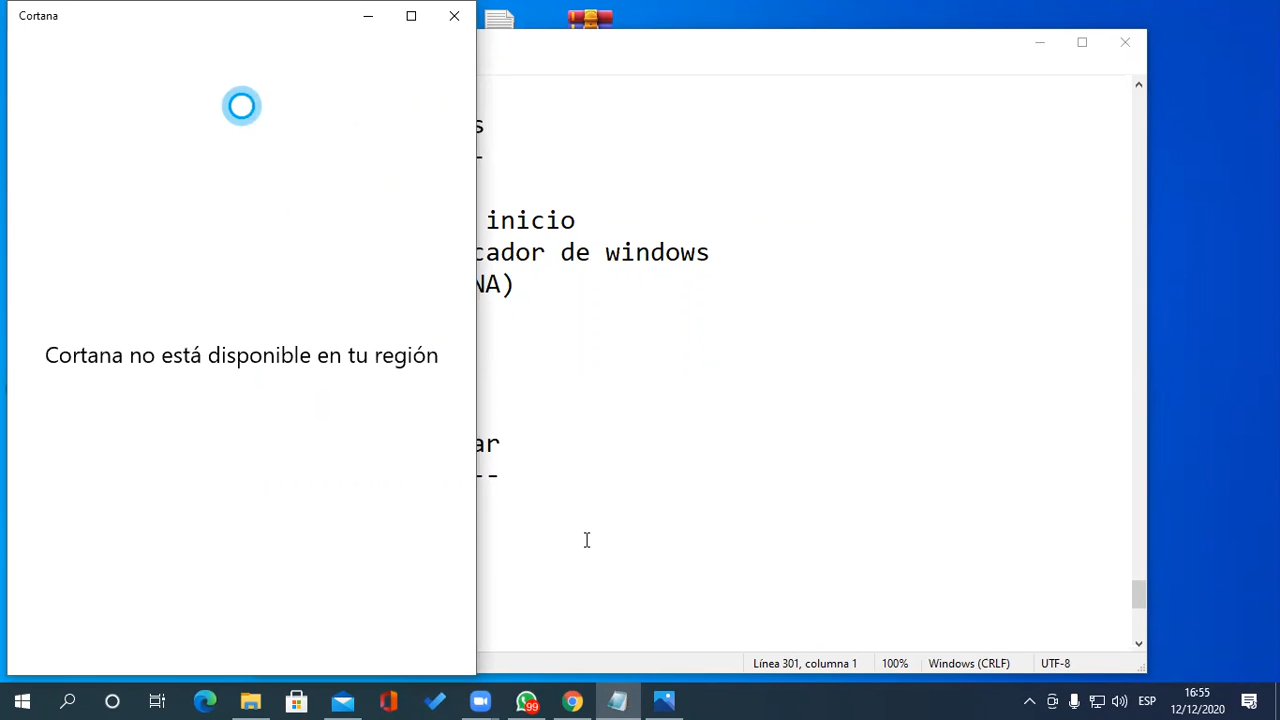 Cortana
Cortana no está disponible en tu región
s
-
inicio
cador de windows
NA)
ar
--
Línea 301, columna 1
100%
Windows (CRLF)
UTF-8
99
ESP
16:55
12/12/2020